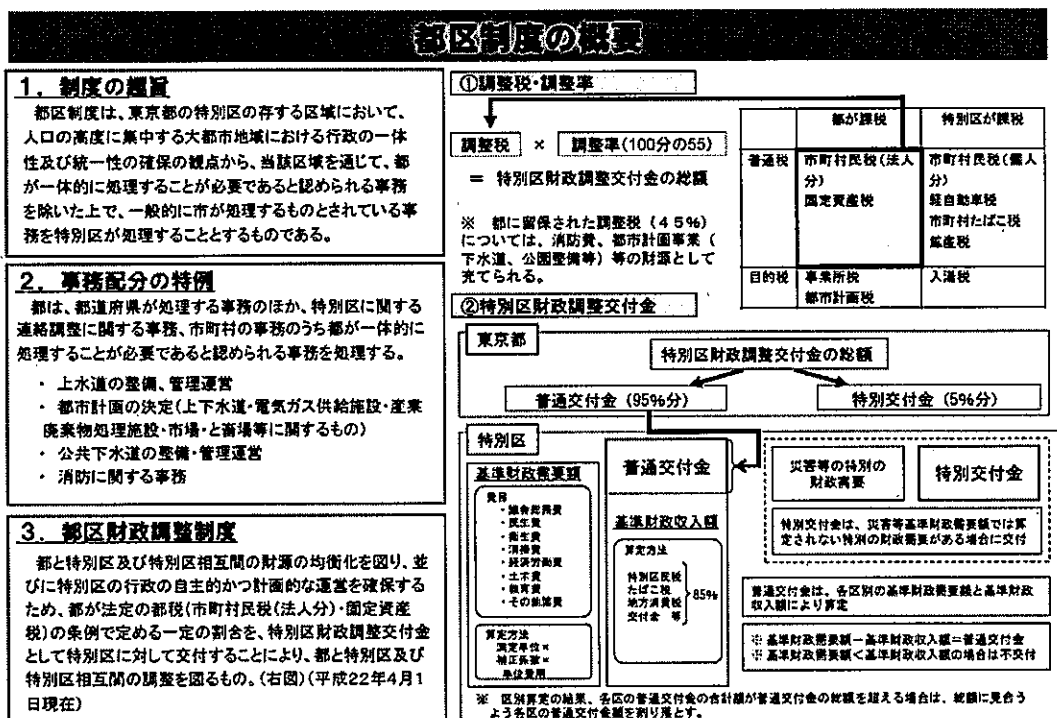 都区制度の概要
1. 制度の趣旨
都区制度は、東京都の特別区の存する区域において、
人口の高度に集中する大都市地域における行政の一体
性及び統一性の確保の観点から、当該区域を通じて、都
が一体的に処理することが必要であると認められる事務
を除いた上で、一般的に市が処理するものとされている事
務を特別区が処理することとするものである。
2. 事務配分の特例
都は、都道府県が処理する事務のほか、特別区に関する
連絡調整に関する事務、市町村の事務のうち都が一体的に
処理することが必要であると認められる事務を処理する。
・ 上水道の整備、管理運営
・ 都市計画の決定(上下水道・電気ガス供給施設・産業
廃棄物処理施設・市場・と畜場等に関するもの)
・ 公共下水道の整備・管理運営
・ 消防に関する事務
3. 都区財政調整制度
都と特別区及び特別区相互間の財源の均衡化を図り、並
びに特別区の行政の自主的かつ計画的な運営を確保する
ため、都が法定の都税(市町村民税(法人分)・固定資産
税)の条例で定める一定の割合を、特別区財政調整交付金
として特別区に対して交付することにより、都と特別区及び
特別区相互間の調整を図るもの。(右図)(平成22年4月1
日現在)
①調整税・調整率
調整税 × 調整率(100分の55)
= 特別区財政調整交付金の総額
※ 都に留保された調整税(45%)
については、消防費、都市計画事業(
下水道、公園整備等)等の財源として
充てられる。
都が課税 特別区が課税
普通税 市町村民税(法人分) 固定資産税 市町村民税(個人分) 軽自動車税 市町村たばこ税 鉱産税
目的税 事業所税 都市計画税 入湯税
②特別区財政調整交付金
東京都
特別区財政調整交付金の総額
普通交付金(95%分) 特別交付金(5%分)
特別区
基準財政需要額
費目
・議会総務費
・民生費
・衛生費
・清掃費
・経済労働費
・土木費
・教育費
・その他諸費
算定方法
測定単位×
補正係数×
単位費用
普通交付金
基準財政収入額
算定方法
特別区民税
たばこ税
地方消費税
交付金 等
85%
災害等の特別の
財政需要
特別交付金
特別交付金は、災害等基準財政需要額では算
定されない特別の財政需要がある場合に交付
普通交付金は、各区別の基準財政需要額と基準財政
収入額により算定
※ 基準財政需要額-基準財政収入額=普通交付金
※ 基準財政需要額<基準財政収入額の場合は不交付
※ 区別算定の結果、各区の普通交付金の合計額が普通交付金の総額を超える場合は、総額に見合う
よう各区の普通交付金額を割り落とす。